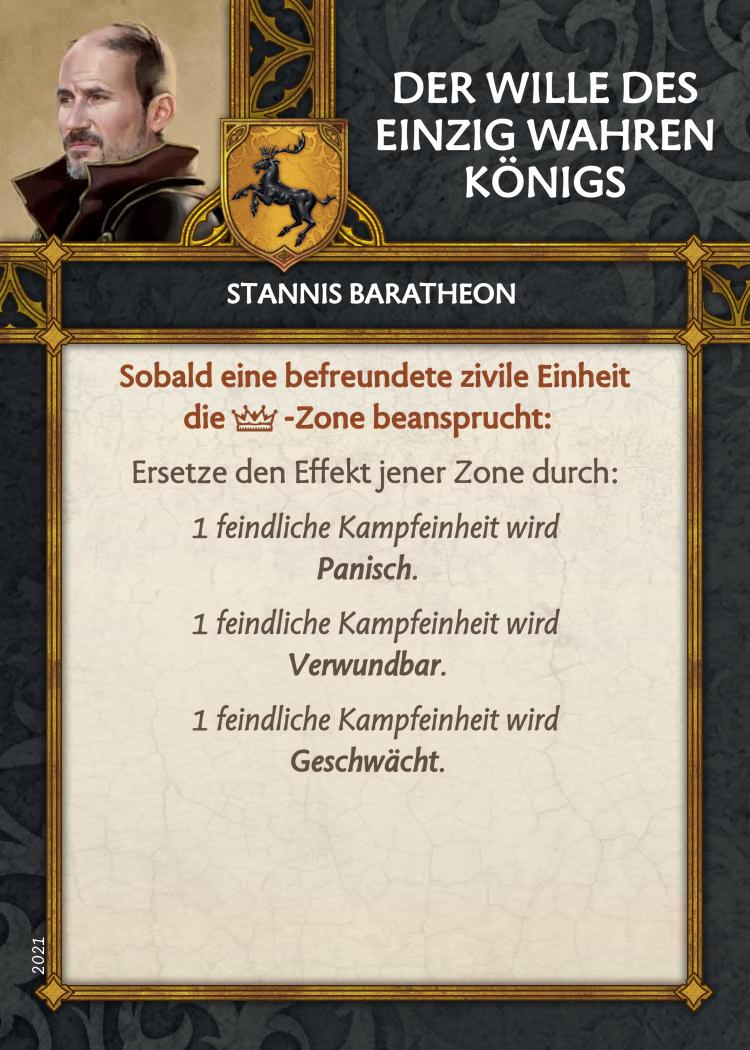 DER WILLE DES
EINZIG WAHREN
KÖNIGS
STANNIS BARATHEON
Sobald eine befreundete zivile Einheit
die -Zone beansprucht:
Ersetze den Effekt jener Zone durch:
1 feindliche Kampfeinheit wird
Panisch.
1 feindliche Kampfeinheit wird
Verwundbar.
1 feindliche Kampfeinheit wird
Geschwächt.
2021